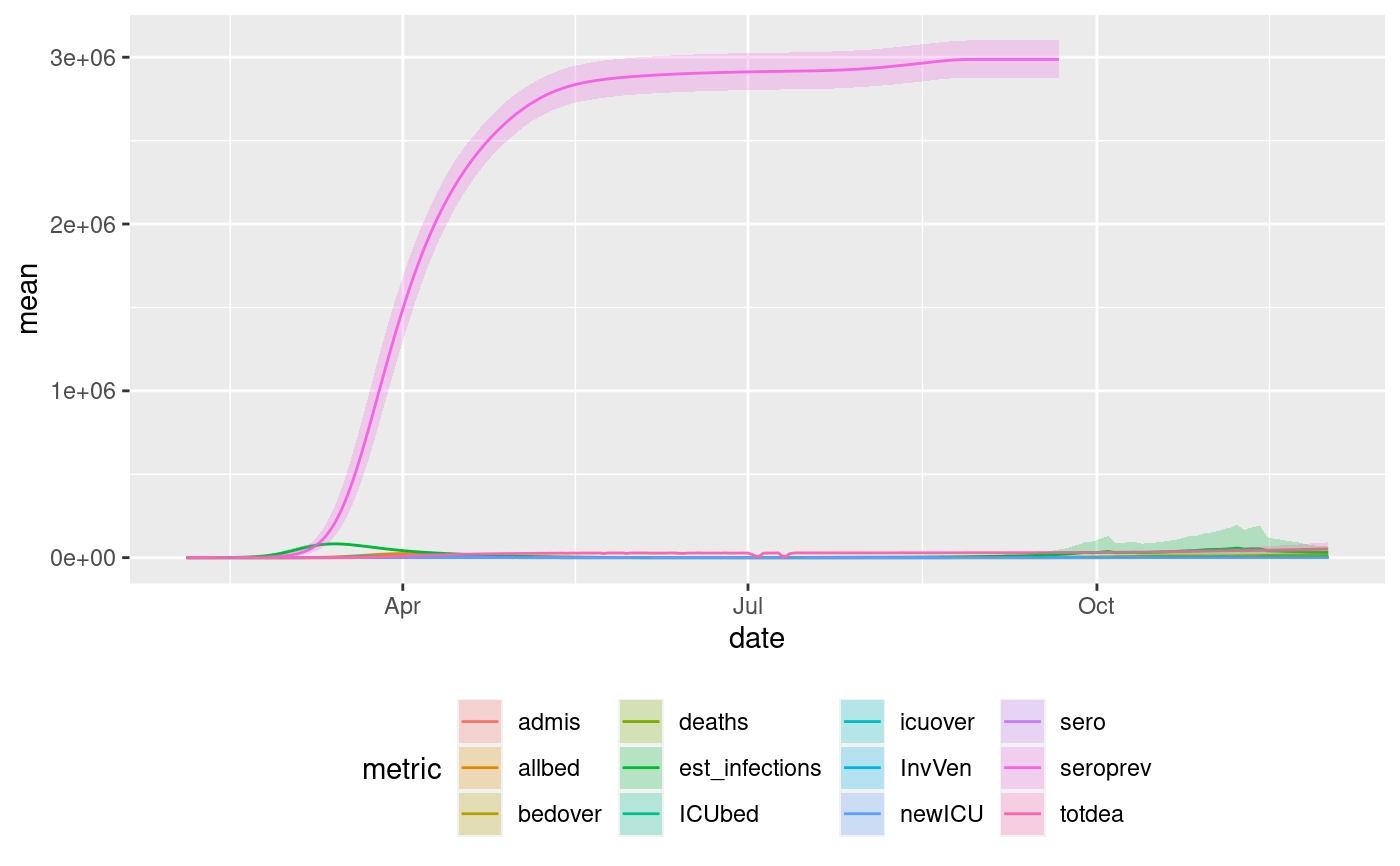 3e+06
2e+06
1e+06
0e+00
mean
Apr Jul Oct
date
metric
admis deaths icuover sero
allbed est_infections InvVen seroprev
bedover ICUbed newICU totdea